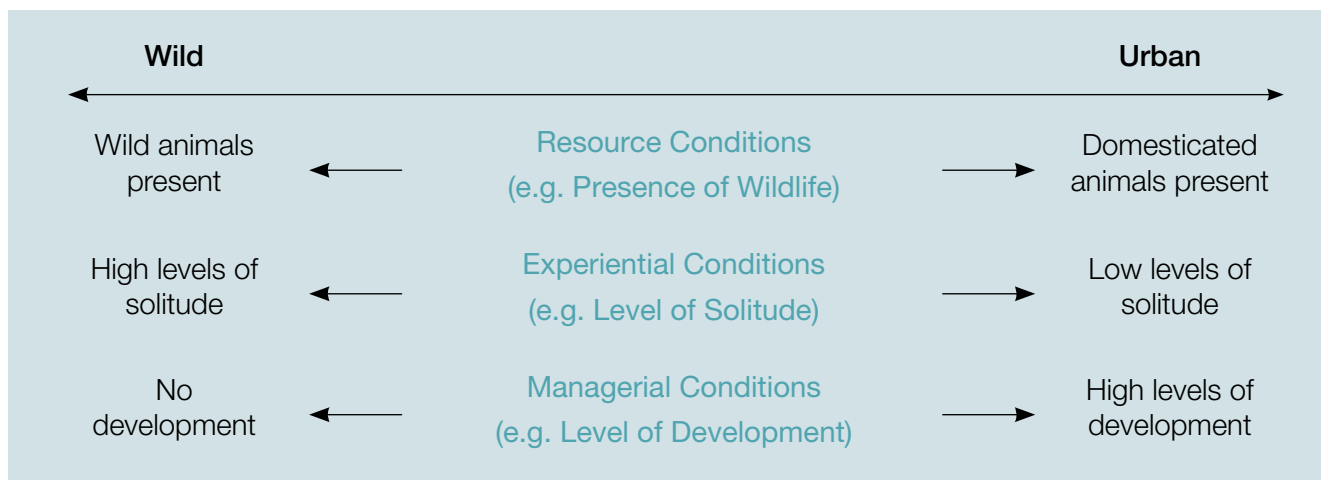 Wild
Urban
Wild animals
present
Resource Conditions
(e.g. Presence of Wildlife)
Domesticated
animals present
High levels of
solitude
Experiential Conditions
(e.g. Level of Solitude)
Low levels of
solitude
No
development
Managerial Conditions
(e.g. Level of Development)
High levels of
development